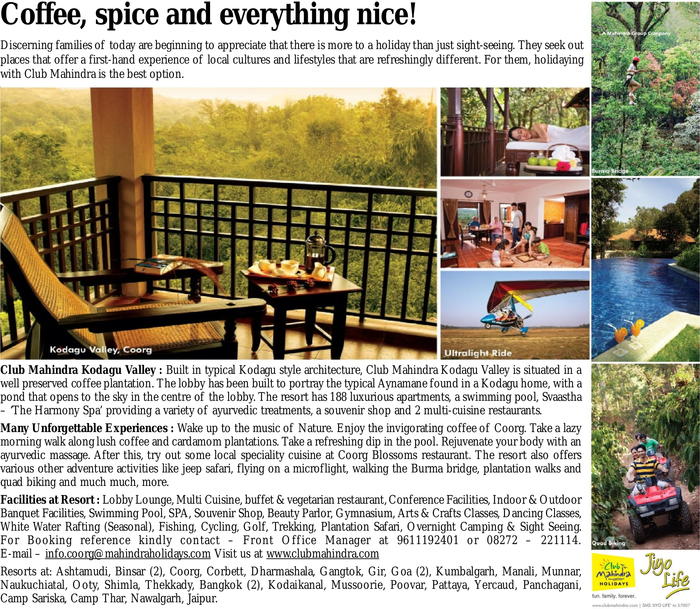 Coffee, spice and everything nice!
Discerning families of today are beginning to appreciate that there is more to a holiday than just sight-seeing. They seek out
places that offer a first-hand experience of local cultures and lifestyles that are refreshingly different. For them, holidaying
with Club Mahindra is the best option.
A Mahindra Group Company
Burma Bridge
Kodagu Valley, Coorg
Ultralight Ride
Club Mahindra Kodagu Valley : Built in typical Kodagu style architecture, Club Mahindra Kodagu Valley is situated in a
well preserved coffee plantation. The lobby has been built to portray the typical Aynamane found in a Kodagu home, with a
pond that opens to the sky in the centre of the lobby. The resort has 188 luxurious apartments, a swimming pool, Svaastha
– ‘The Harmony Spa’ providing a variety of ayurvedic treatments, a souvenir shop and 2 multi-cuisine restaurants.
Many Unforgettable Experiences : Wake up to the music of Nature. Enjoy the invigorating coffee of Coorg. Take a lazy
morning walk along lush coffee and cardamom plantations. Take a refreshing dip in the pool. Rejuvenate your body with an
ayurvedic massage. After this, try out some local speciality cuisine at Coorg Blossoms restaurant. The resort also offers
various other adventure activities like jeep safari, flying on a microflight, walking the Burma bridge, plantation walks and
quad biking and much much, more.
Facilities at Resort : Lobby Lounge, Multi Cuisine, buffet & vegetarian restaurant, Conference Facilities, Indoor & Outdoor
Banquet Facilities, Swimming Pool, SPA, Souvenir Shop, Beauty Parlor, Gymnasium, Arts & Crafts Classes, Dancing Classes,
White Water Rafting (Seasonal), Fishing, Cycling, Golf, Trekking, Plantation Safari, Overnight Camping & Sight Seeing.
For Booking reference kindly contact – Front Office Manager at 9611192401 or 08272 – 221114.
E-mail – info.coorg@mahindraholidays.com Visit us at www.clubmahindra.com
Resorts at: Ashtamudi, Binsar (2), Coorg, Corbett, Dharmashala, Gangtok, Gir, Goa (2), Kumbalgarh, Manali, Munnar,
Naukuchiatal, Ooty, Shimla, Thekkady, Bangkok (2), Kodaikanal, Mussoorie, Poovar, Pattaya, Yercaud, Panchagani,
Camp Sariska, Camp Thar, Nawalgarh, Jaipur.
Quad Biking
Club
Mahindra
HOLIDAYS
fun. family. forever.
Jiyo
Life
www.clubmahindra.com | SMS 'JIYO LIFE' to 57007